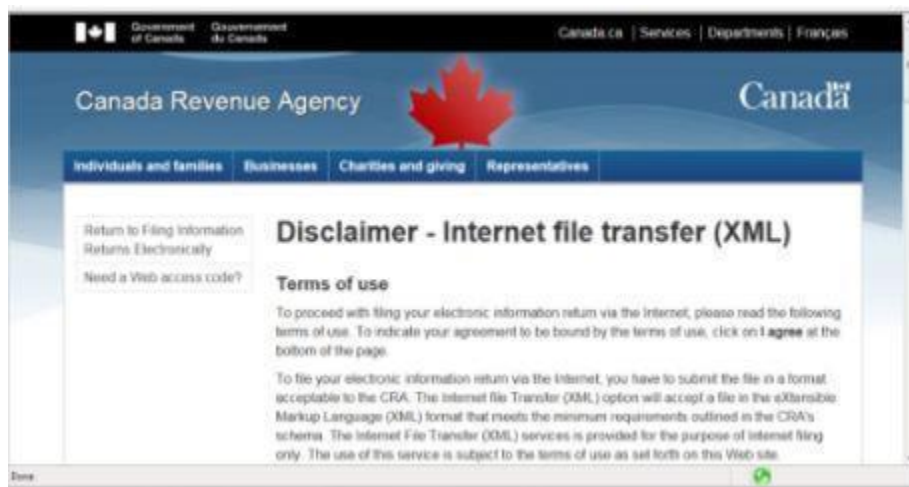 Government Gouvernement
of Canada du Canada
Canada.ca | Services | Departments | Français
Canada Revenue Agency
Canada
Individuals and families Businesses Charities and giving Representatives
Return to Filing Information
Returns Electronically
Need a Web access code?
Disclaimer - Internet file transfer (XML)
Terms of use
To proceed with filing your electronic information return via the Internet, please read the following
terms of use. To indicate your agreement to be bound by the terms of use, click on I agree at the
bottom of the page.
To file your electronic information return via the Internet, you have to submit the file in a format
acceptable to the CRA. The Internet file Transfer (XML) option will accept a file in the eXtensible
Markup Language (XML) format that meets the minimum requirements outlined in the CRA's
schema. The Internet File Transfer (XML) services is provided for the purpose of Internet filing
only. The use of this service is subject to the terms of use as set forth on this Web site.
Done